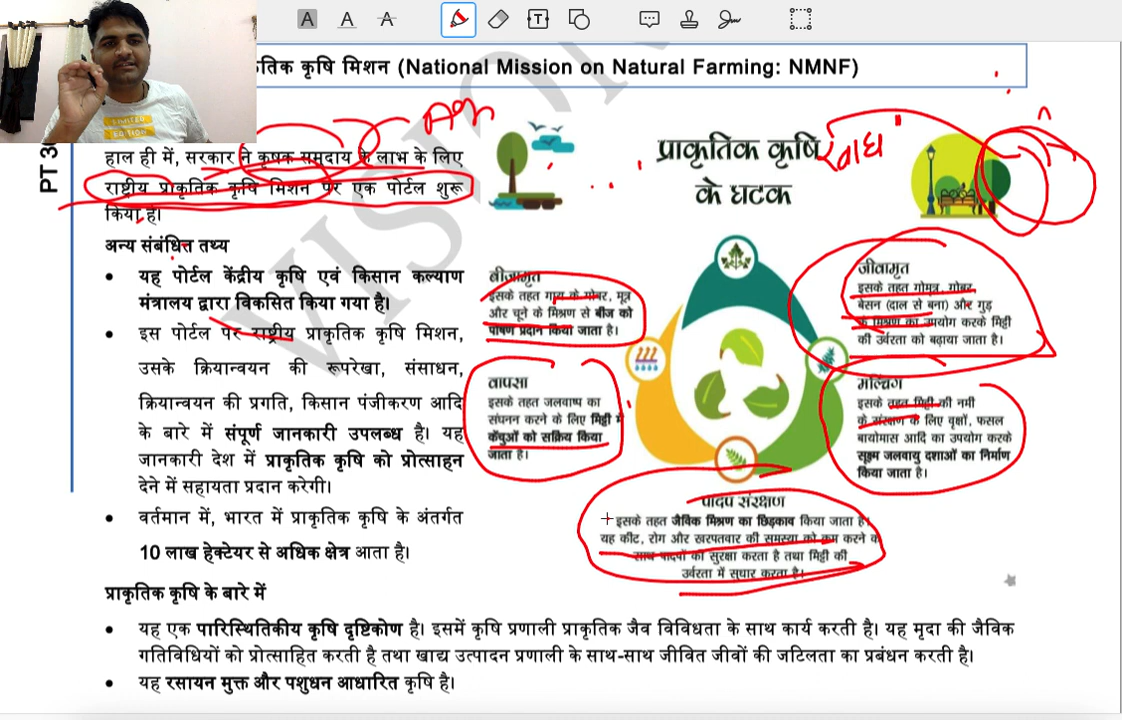 कृतिक कृषि मिशन (National Mission on Natural Farming: NMNF)
PT 3
VISION
हाल ही में, सरकार ने कृषक समुदाय के लाभ के लिए
राष्ट्रीय प्राकृतिक कृषि मिशन पर एक पोर्टल शुरू
किया है।
अन्य संबंधित तथ्य
• यह पोर्टल केंद्रीय कृषि एवं किसान कल्याण
मंत्रालय द्वारा विकसित किया गया है।
• इस पोर्टल पर राष्ट्रीय प्राकृतिक कृषि मिशन,
उसके क्रियान्वयन की रूपरेखा, संसाधन,
क्रियान्वयन की प्रगति, किसान पंजीकरण आदि
के बारे में संपूर्ण जानकारी उपलब्ध है। यह
जानकारी देश में प्राकृतिक कृषि को प्रोत्साहन
देने में सहायता प्रदान करेगी।
• वर्तमान में, भारत में प्राकृतिक कृषि के अंतर्गत
10 लाख हेक्टेयर से अधिक क्षेत्र आता है।
प्राकृतिक कृषि
के घटक
बीजामृत
इसके तहत गाय के गोबर, मूत्र
और चूने के मिश्रण से बीज को
पोषण प्रदान किया जाता है।
जीवामृत
इसके तहत गोमूत्र, गोबर,
बेसन (दाल से बना) और गुड़
के मिश्रण का उपयोग करके मिट्टी
की उर्वरता को बढ़ाया जाता है।
वापसा
इसके तहत जलवाष्प का
संघनन करने के लिए मिट्टी में
केंचुओं को सक्रिय किया
जाता है।
मल्चिंग
इसके तहत मिट्टी की नमी
के संरक्षण के लिए वृक्षों, फसल
बायोमास आदि का उपयोग करके
सूक्ष्म जलवायु दशाओं का निर्माण
किया जाता है।
पादप संरक्षण
इसके तहत जैविक मिश्रण का छिड़काव किया जाता है।
यह कीट, रोग और खरपतवार की समस्या को कम करने के
साथ पादपों की सुरक्षा करता है तथा मिट्टी की
उर्वरता में सुधार करता है।
प्राकृतिक कृषि के बारे में
• यह एक पारिस्थितिकीय कृषि दृष्टिकोण है। इसमें कृषि प्रणाली प्राकृतिक जैव विविधता के साथ कार्य करती है। यह मृदा की जैविक
गतिविधियों को प्रोत्साहित करती है तथा खाद्य उत्पादन प्रणाली के साथ-साथ जीवित जीवों की जटिलता का प्रबंधन करती है।
• यह रसायन मुक्त और पशुधन आधारित कृषि है।